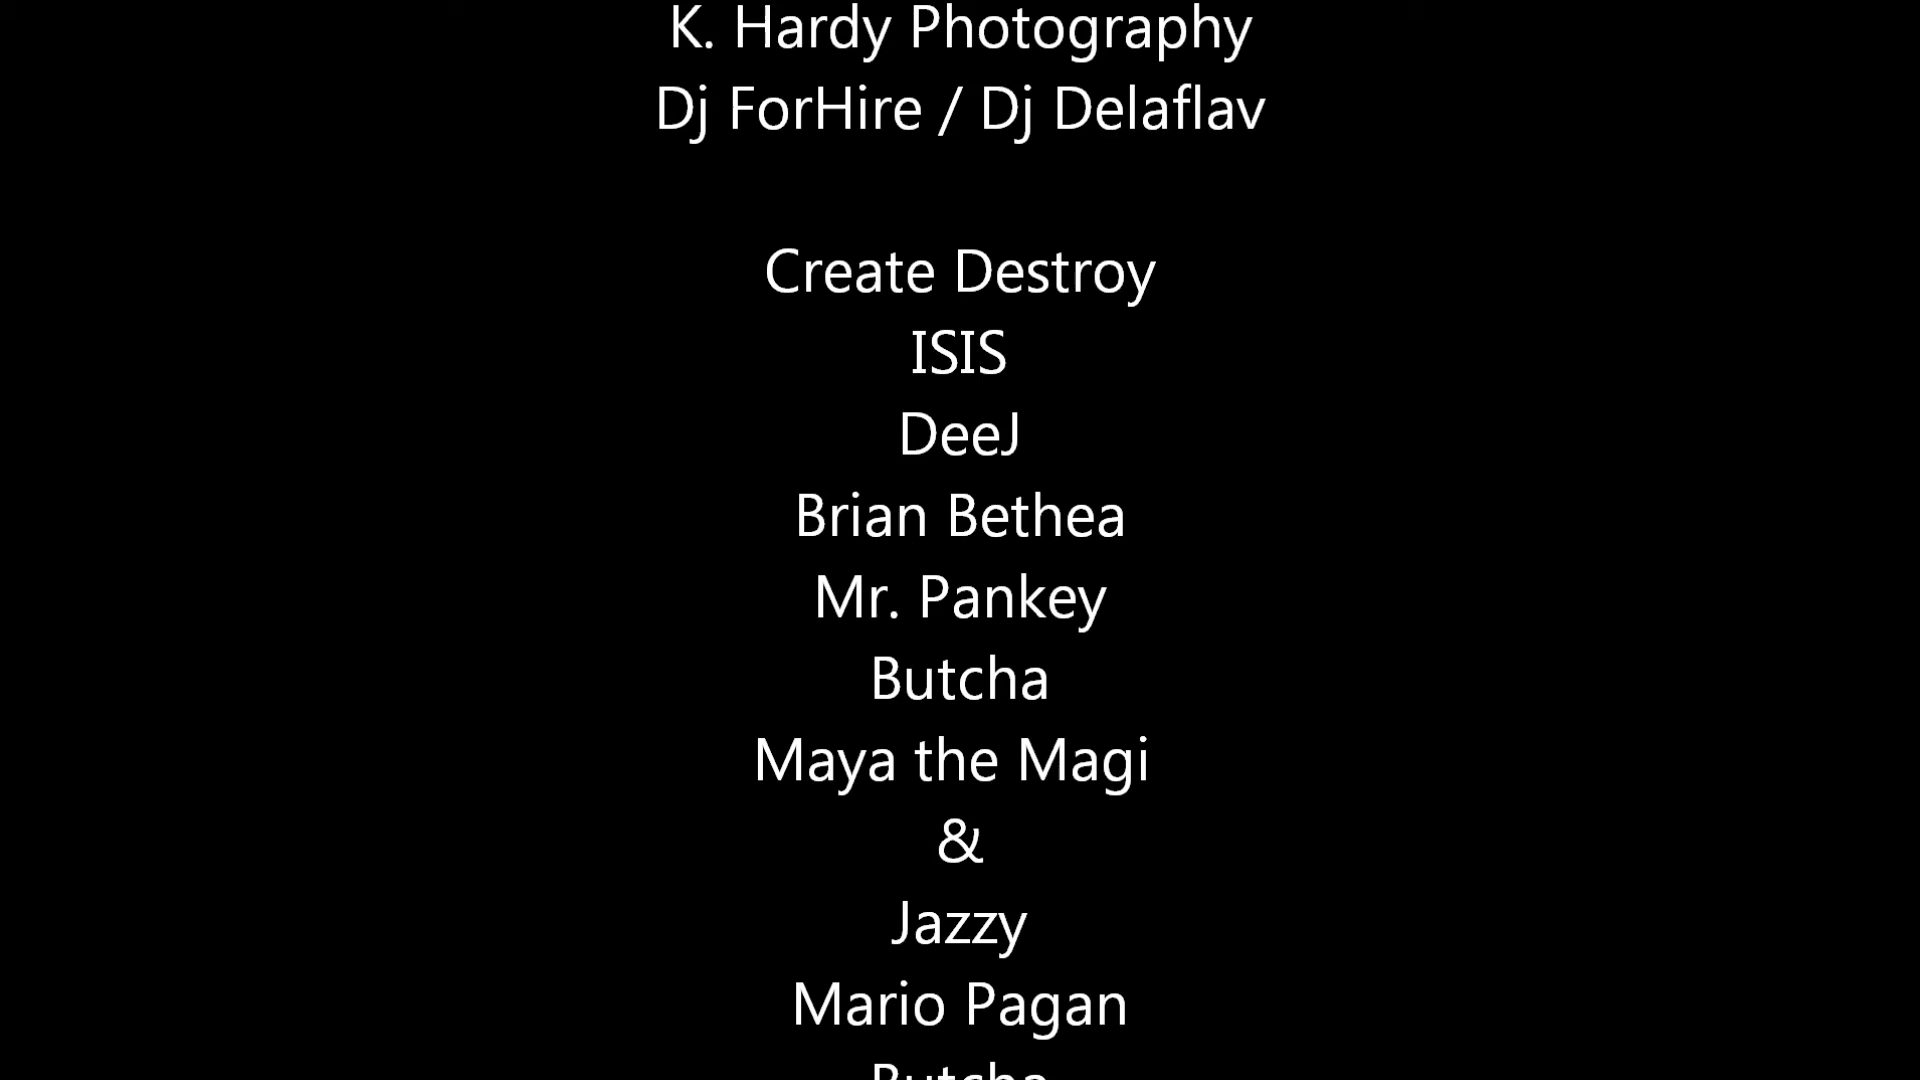 K. Hardy Photography
Dj ForHire / Dj Delaflav
Create Destroy
ISIS
DeeJ
Brian Bethea
Mr. Pankey
Butcha
Maya the Magi
&
Jazzy
Mario Pagan
Butcha